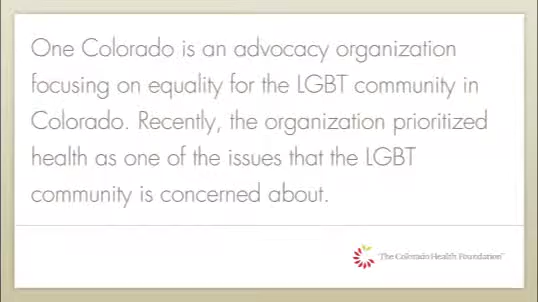 One Colorado is an advocacy organization
focusing on equality for the LGBT community in
Colorado. Recently, the organization prioritized
health as one of the issues that the LGBT
community is concerned about.
The Colorado Health Foundation™